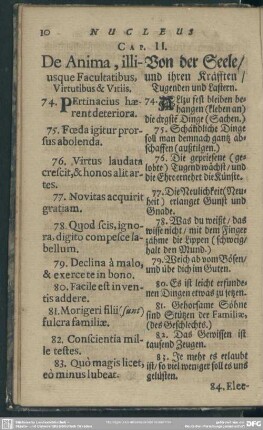 10 NUCLEUS
CAP. II.
De Anima, illi-
usque Facultatibus,
Virtutibus & Vitiis.
74. PErtinacius hæ-
rent deteriora.
75. Fœda igitur pror-
sus abolenda.
76. Virtus laudata
crescit, & honos alit ar-
tes.
77. Novitas acquirit
gratiam.
78. Quod scis, igno-
ra, digito compesce la-
bellum.
79. Declina à malo,
& exercete in bono.
80. Facile est in ven-
tis addere.
81. Morigeri filii (sunt)
fulcra familiæ.
82. Conscientia mil-
le testes.
83. Quò magis licet,
eò minus lubet.
Von der Seele/
und ihren Kräfften/
Tugenden und Lastern.
74. Allzu fest bleiben be-
hangen (kleben an)
die ärgste Dinge (Sachen.)
75. Schändliche Dinge
soll man demnach gantz ab-
schaffen (außtilgen.)
76. Die gepriesene (ge-
lobte) Tugend wächst/ und
die Ehre ernehrt die Künste.
77. Die Neulichkeit (Neu-
heit) erlanget Gunst und
Gnade.
78. Was du weist/ das
wisse nicht/ mit dem Finger
zähme die Lippen (schweig/
halt den Mund.)
79. Weich ab vom Bösen/
und übe dich im Guten.
80. Es ist leicht erfunde-
nen Dingen etwas zu setzen.
81. Gehorsame Söhne
sind Stützen der Familiæ,
(des Geschlechts.)
82. Das Gewissen ist
tausend Zeugen.
83. Je mehr es erlaubt
ist/ so viel weniger soll es uns
gelüsten.
84. Elee-